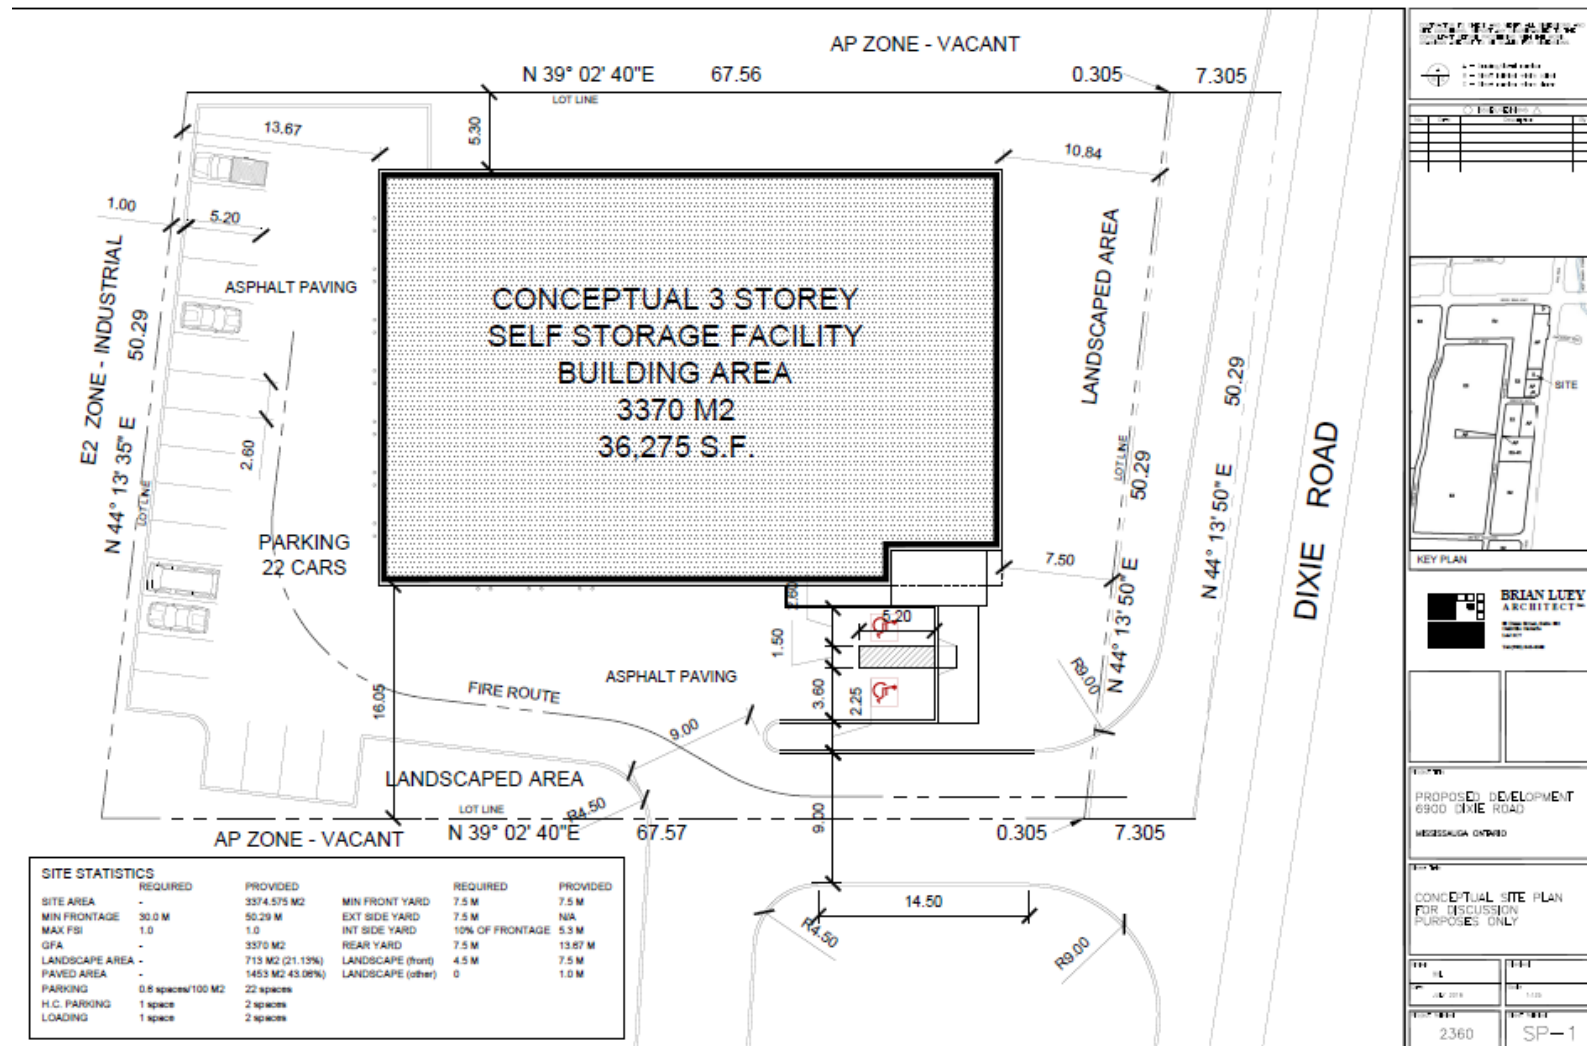 AP ZONE - VACANT
N 39° 02' 40"E 67.56 0.305 7.305
LOT LINE
13.67
5.30
10.84
1.00
5.20
ASPHALT PAVING
E2 ZONE - INDUSTRIAL
N 44° 13' 35" E 50.29
LOT LINE
2.60
PARKING
22 CARS
CONCEPTUAL 3 STOREY
SELF STORAGE FACILITY
BUILDING AREA
3370 M2
36,275 S.F.
LANDSCAPED AREA
LOT LINE
N 44° 13' 50" E 50.29
N 44° 13' 50" E 50.29
DIXIE ROAD
7.50
2.60
5.20
1.50
3.60
2.25
R9.00
16.05
FIRE ROUTE
ASPHALT PAVING
9.00
LANDSCAPED AREA
R4.50
9.00
LOT LINE
AP ZONE - VACANT
N 39° 02' 40"E 67.57 0.305 7.305
14.50
R4.50
R9.00
SITE STATISTICS
REQUIRED PROVIDED REQUIRED PROVIDED
SITE AREA - 3374.575 M2 MIN FRONT YARD 7.5 M 7.5 M
MIN FRONTAGE 30.0 M 50.29 M EXT SIDE YARD 7.5 M N/A
MAX FSI 1.0 1.0 INT SIDE YARD 10% OF FRONTAGE 5.3 M
GFA - 3370 M2 REAR YARD 7.5 M 13.67 M
LANDSCAPE AREA - 713 M2 (21.13%) LANDSCAPE (front) 4.5 M 7.5 M
PAVED AREA - 1453 M2 43.06%) LANDSCAPE (other) 0 1.0 M
PARKING 0.6 spaces/100 M2 22 spaces
H.C. PARKING 1 space 2 spaces
LOADING 1 space 2 spaces
SITE
KEY PLAN
BRIAN LUEY
ARCHITECT
PROPOSED DEVELOPMENT
6900 DIXIE ROAD
MISSISSAUGA ONTARIO
CONCEPTUAL SITE PLAN
FOR DISCUSSION
PURPOSES ONLY
2360
SP-1